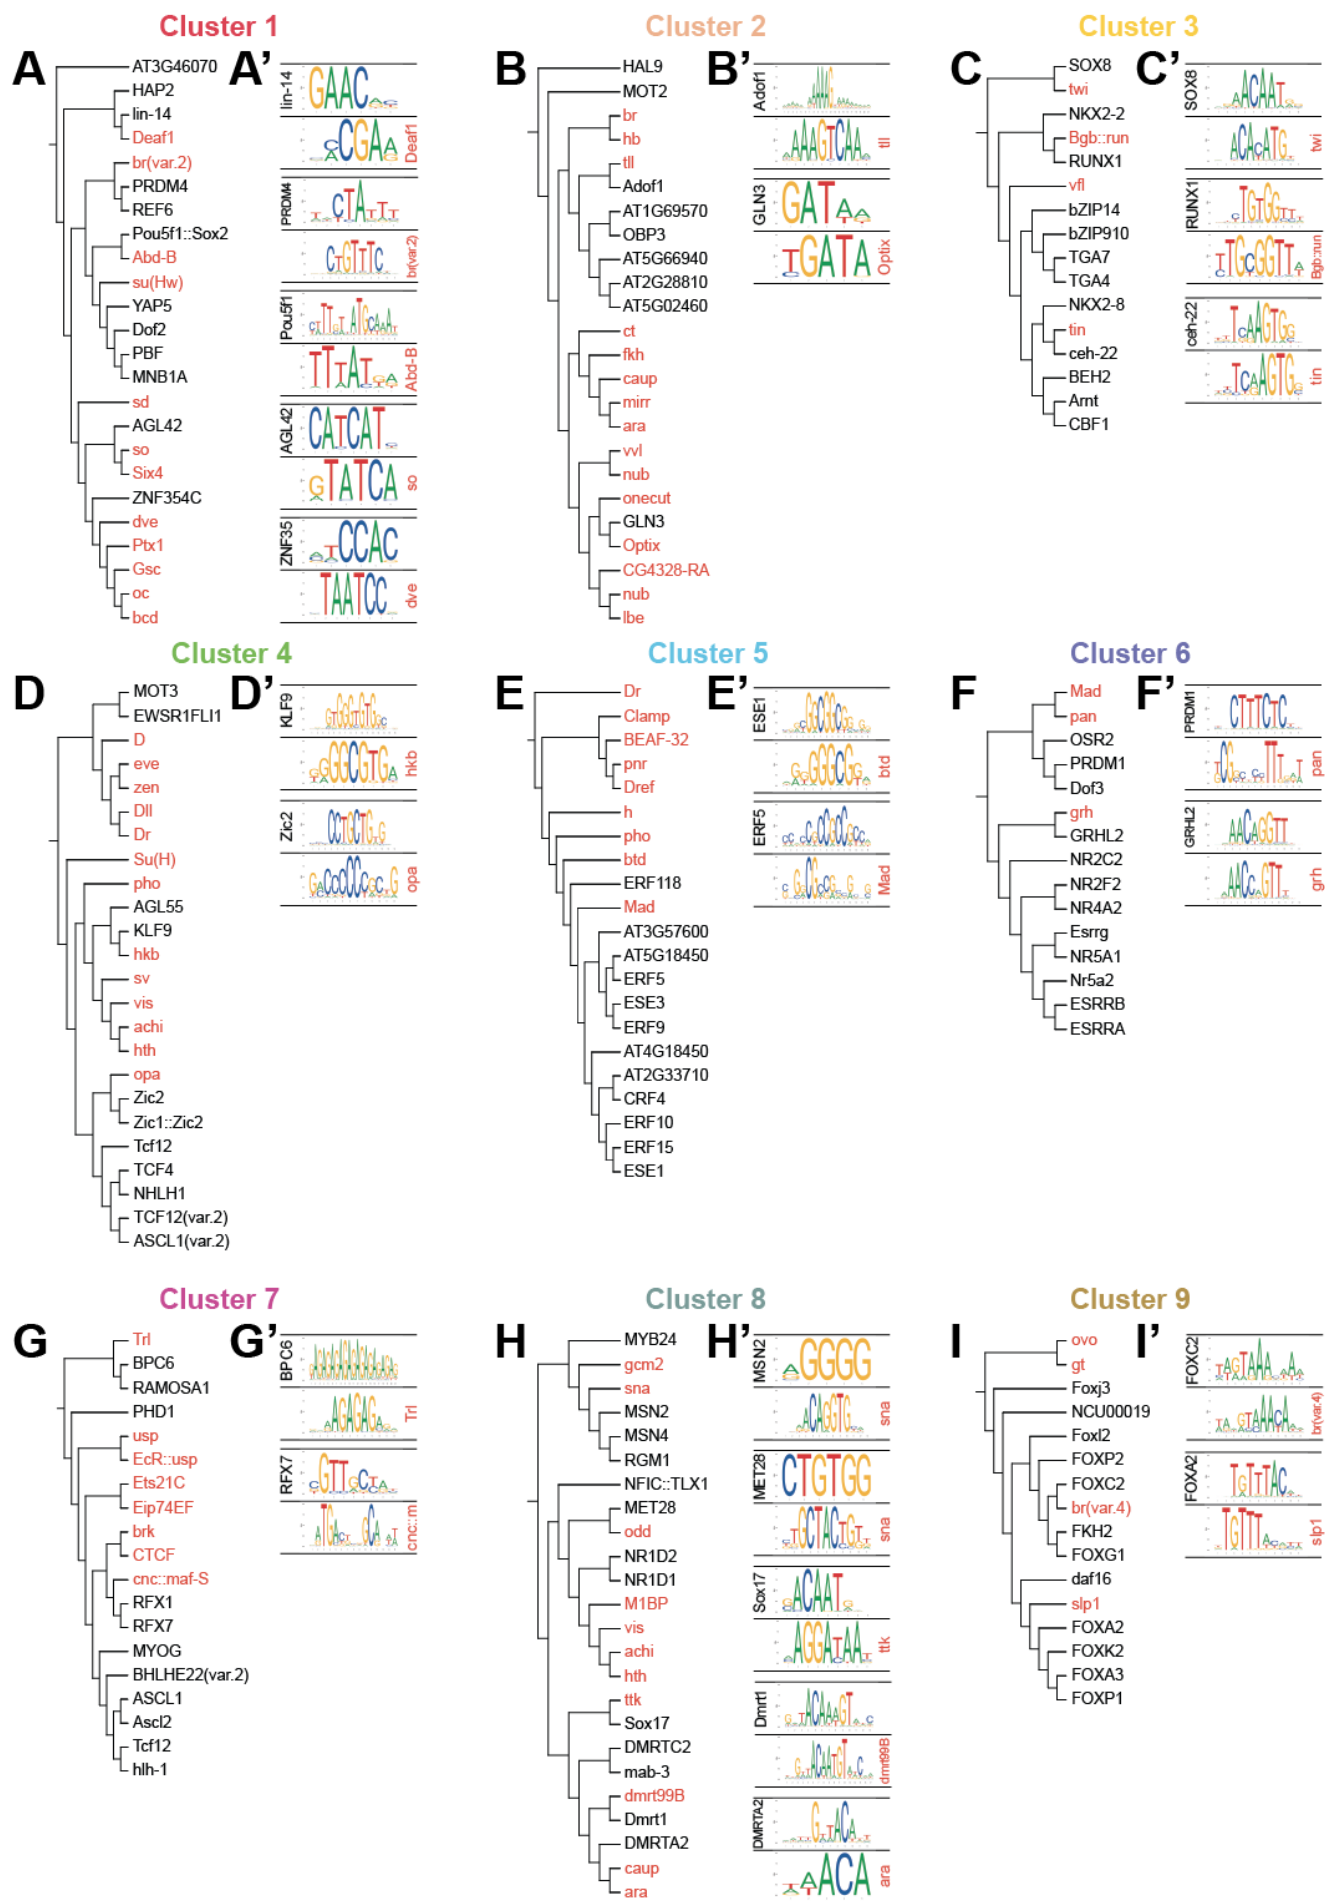 Cluster 1
A
AT3G46070
HAP2
lin-14
Deaf1
br(var.2)
PRDM4
REF6
Pou5f1::Sox2
Abd-B
su(Hw)
YAP5
Dof2
PBF
MNB1A
sd
AGL42
so
Six4
ZNF354C
dve
Ptx1
Gsc
oc
bcd
A’
lin-14
Deaf1
PRDM4
br(var2)
Pou5f1
Abd-B
AGL42
so
ZNF35
dve
Cluster 2
B
HAL9
MOT2
br
hb
tll
Adof1
AT1G69570
OBP3
AT5G66940
AT2G28810
AT5G02460
ct
fkh
caup
mirr
ara
vvl
nub
onecut
GLN3
Optix
CG4328-RA
nub
lbe
B’
Adof1
tll
GLN3
Optix
Cluster 3
C
SOX8
twi
NKX2-2
Bgb::run
RUNX1
vfl
bZIP14
bZIP910
TGA7
TGA4
NKX2-8
tin
ceh-22
BEH2
Arnt
CBF1
C’
SOX8
twi
RUNX1
Bgb::run
ceh-22
tin
Cluster 4
D
MOT3
EWSR1FLI1
D
eve
zen
Dll
Dr
Su(H)
pho
AGL55
KLF9
hkb
sv
vis
achi
hth
opa
Zic2
Zic1::Zic2
Tcf12
TCF4
NHLH1
TCF12(var.2)
ASCL1(var.2)
D’
KLF9
hkb
Zic2
opa
Cluster 5
E
Dr
Clamp
BEAF-32
pnr
Dref
h
pho
btd
ERF118
Mad
AT3G57600
AT5G18450
ERF5
ESE3
ERF9
AT4G18450
AT2G33710
CRF4
ERF10
ERF15
ESE1
E’
ESE1
btd
ERF5
Mad
Cluster 6
F
Mad
pan
OSR2
PRDM1
Dof3
grh
GRHL2
NR2C2
NR2F2
NR4A2
Esrrg
NR5A1
Nr5a2
ESRRB
ESRRA
F’
PRDM1
pan
GRHL2
grh
Cluster 7
G
Trl
BPC6
RAMOSA1
PHD1
usp
EcR::usp
Ets21C
Eip74EF
brk
CTCF
cnc::maf-S
RFX1
RFX7
MYOG
BHLHE22(var.2)
ASCL1
Ascl2
Tcf12
hlh-1
G’
BPC6
Trl
RFX7
cnc::m
Cluster 8
H
MYB24
gcm2
sna
MSN2
MSN4
RGM1
NFIC::TLX1
MET28
odd
NR1D2
NR1D1
M1BP
vis
achi
hth
ttk
Sox17
DMRTC2
mab-3
dmrt99B
Dmrt1
DMRTA2
caup
ara
H’
MSN2
sna
MET28
sna
Sox17
ttk
Dmrt1
dmrt99B
DMRTA2
ara
Cluster 9
I
ovo
gt
Foxj3
NCU00019
Foxl2
FOXP2
FOXC2
br(var.4)
FKH2
FOXG1
daf16
slp1
FOXA2
FOXK2
FOXA3
FOXP1
I’
FOXC2
br(var.4)
FOXA2
slp1